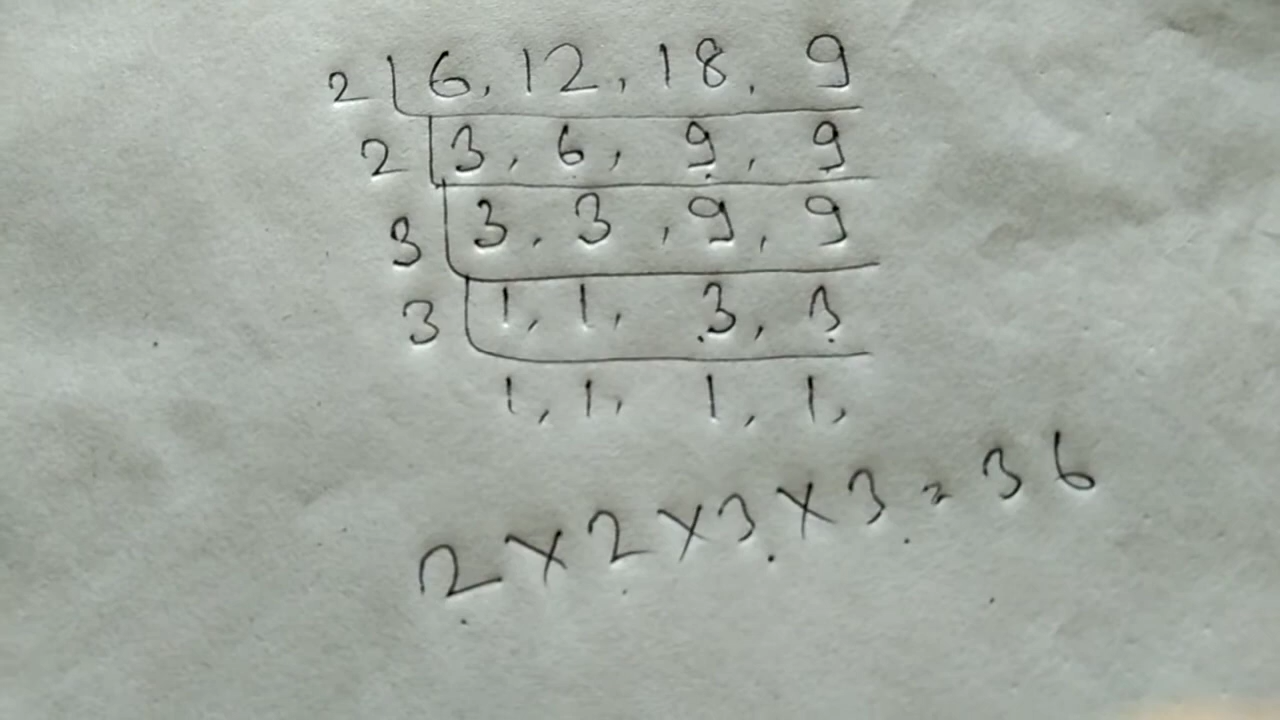 2 6, 12, 18, 9
2 3, 6, 9, 9
3 3, 3, 9, 9
3 1, 1, 3, 3
1, 1, 1, 1,
2 × 2 × 3 × 3 = 36